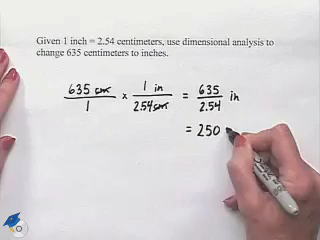 Given 1 inch = 2.54 centimeters, use dimensional analysis to
change 635 centimeters to inches.
635 cm / 1 x 1 in / 2.54 cm = 635 / 2.54 in
= 250